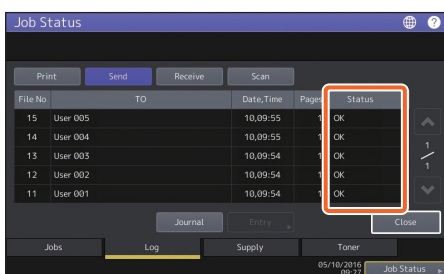 Job Status
Print Send Receive Scan
File No TO Date,Time Pages Status
15 User 005 10,09:55 1 OK
14 User 004 10,09:55 1 OK
13 User 003 10,09:54 1 OK
12 User 002 10,09:54 1 OK
11 User 001 10,09:54 1 OK
1
1
Journal Entry Close
Jobs Log Supply Toner
05/10/2016
09:27 Job Status